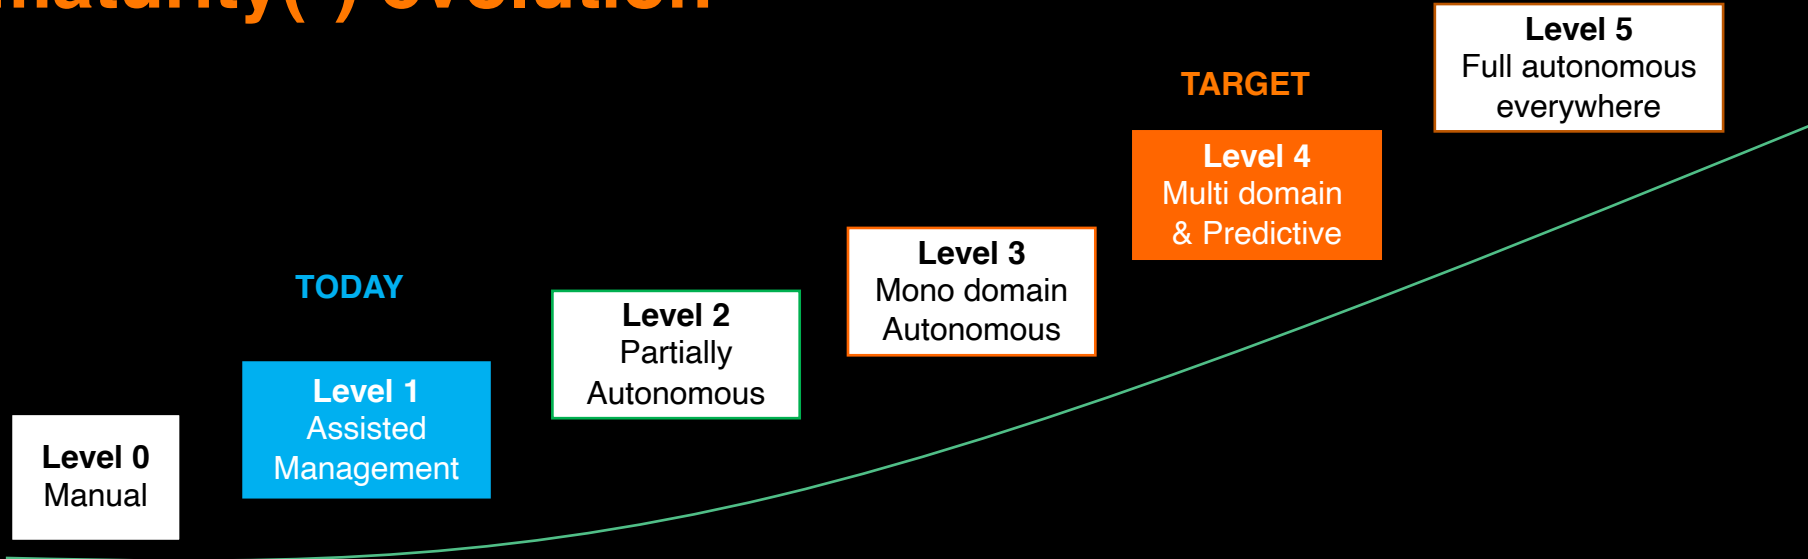 evolution
Level 5
Full autonomous
everywhere
TARGET
Level 4
Multi domain
& Predictive
Level 3
Mono domain
Autonomous
TODAY
Level 2
Partially
Autonomous
Level 1
Assisted
Management
Level 0
Manual